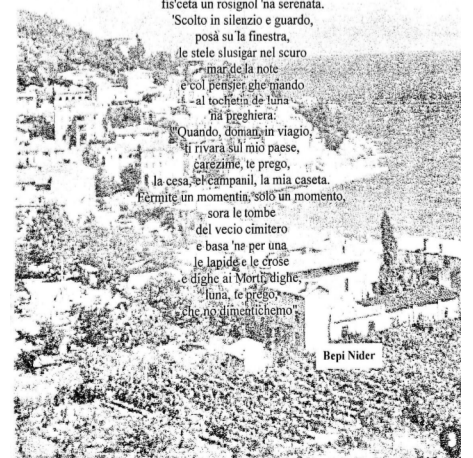 fis'ceta un rosignol 'na serenata.
'Scolto in silenzio e guardo,
posà su la finestra,
le stele slusigar nel scuro
mar de la note
e col pensier ghe mando
al tochetin de luna
'na preghiera:
"Quando, doman, in viagio,
ti rivarà sul mio paese,
carezime, te prego,
la cesa, el campanil, la mia caseta.
Fermite un momentin, solo un momento,
sora le tombe
del vecio cimitero
e basa 'na per una
le lapide e le crose
e dighe ai Morti, dighe,
luna, te prego,
che no dimentichemo"
Bepi Nider